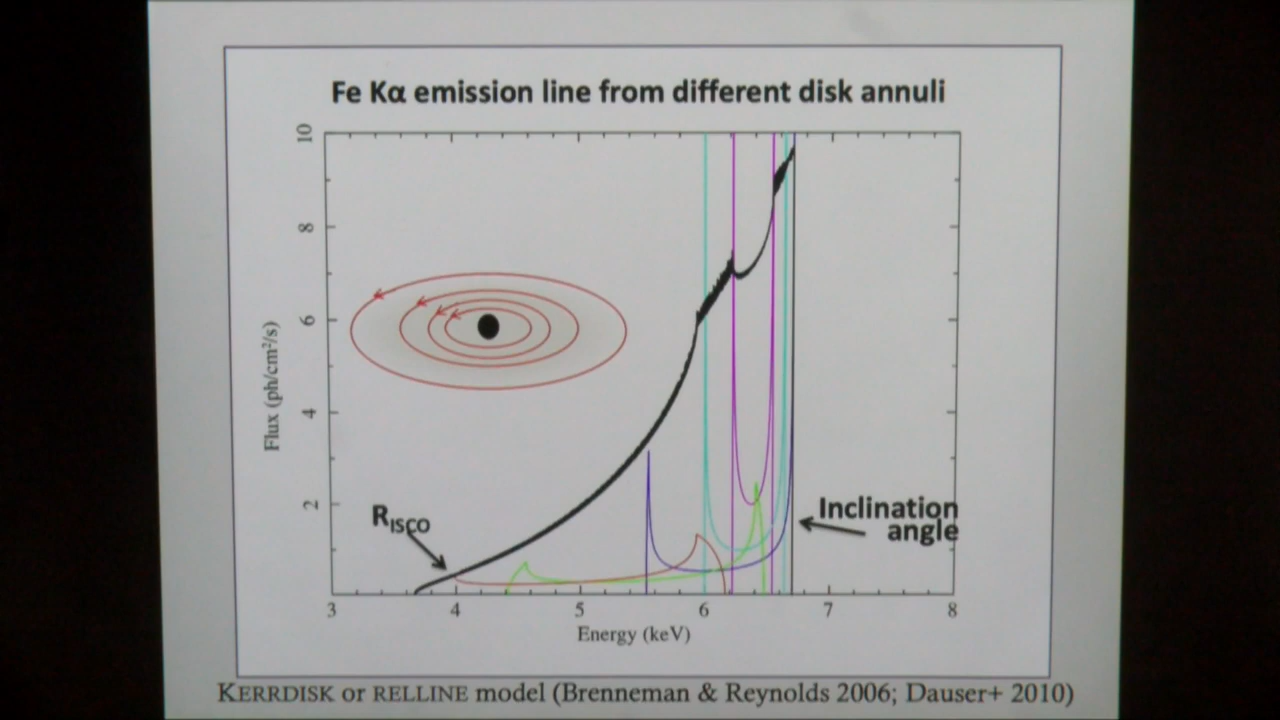 Fe Kα emission line from different disk annuli
10
8
6
4
2
Flux (ph/cm²/s)
R_ISCO
Inclination
angle
3 4 5 6 7 8
Energy (keV)
KERRDISK or RELLINE model (Brenneman & Reynolds 2006; Dauser+ 2010)